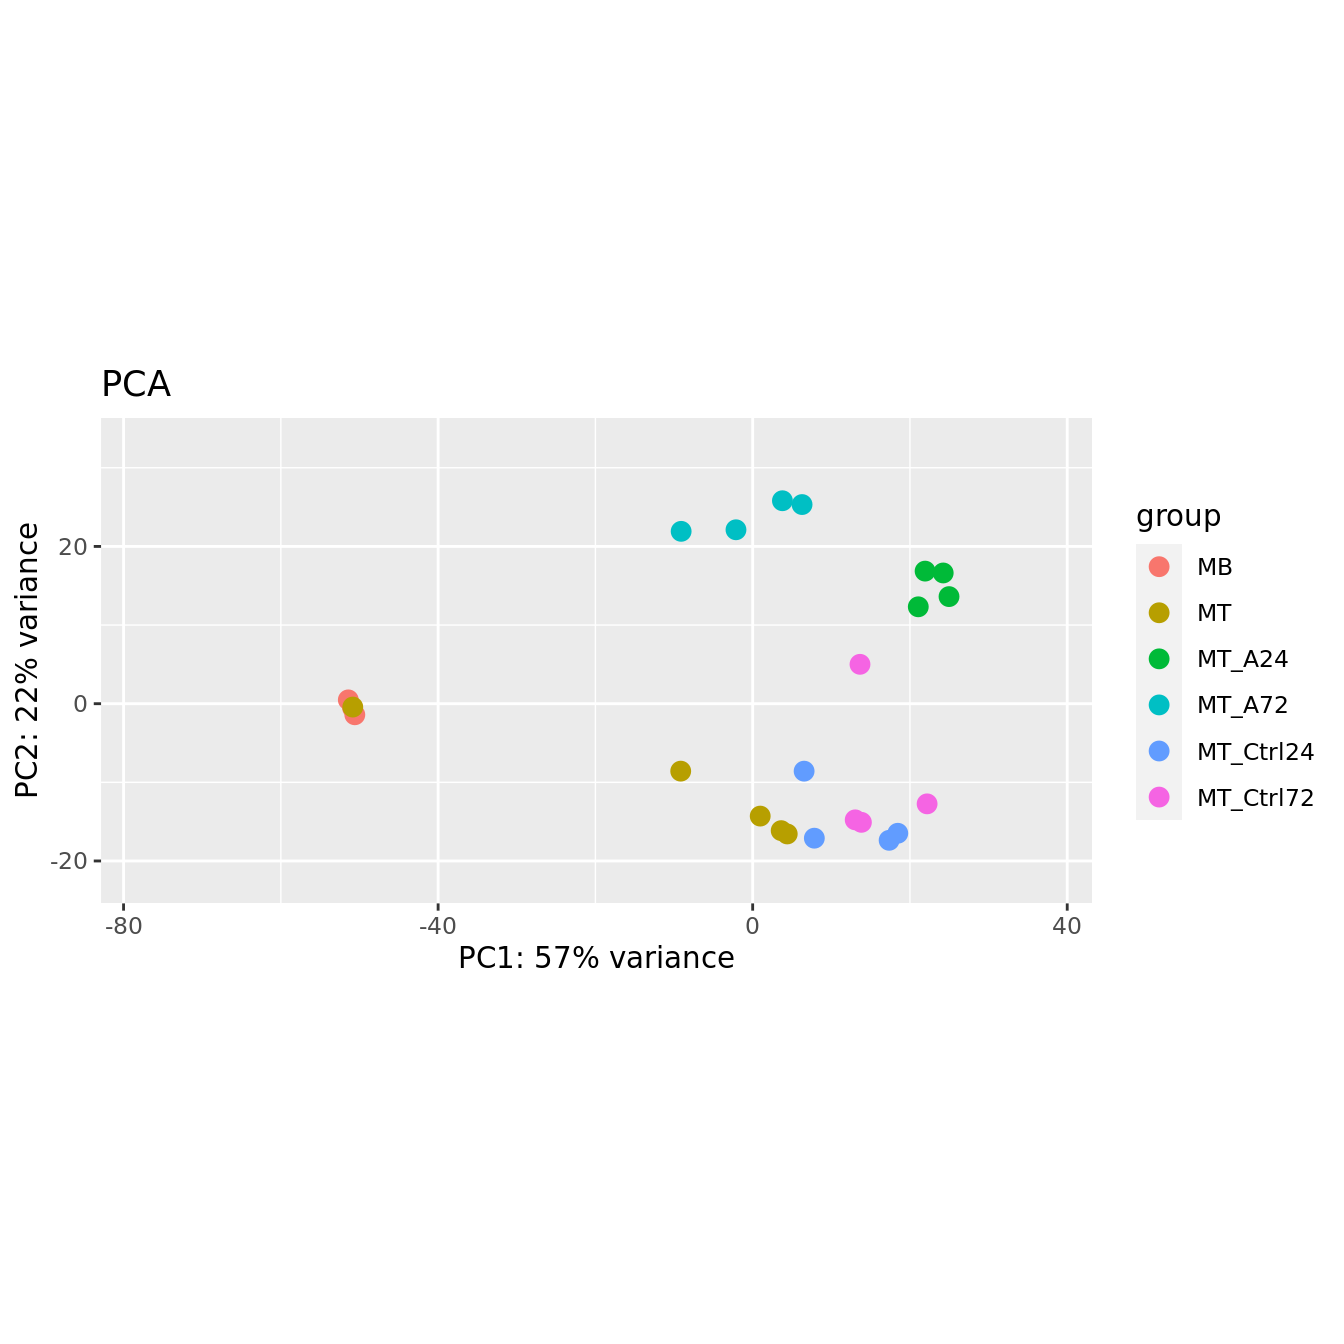 PCA
PC2: 22% variance
20
0
-20
-80
-40
0
40
PC1: 57% variance
group
MB
MT
MT_A24
MT_A72
MT_Ctrl24
MT_Ctrl72